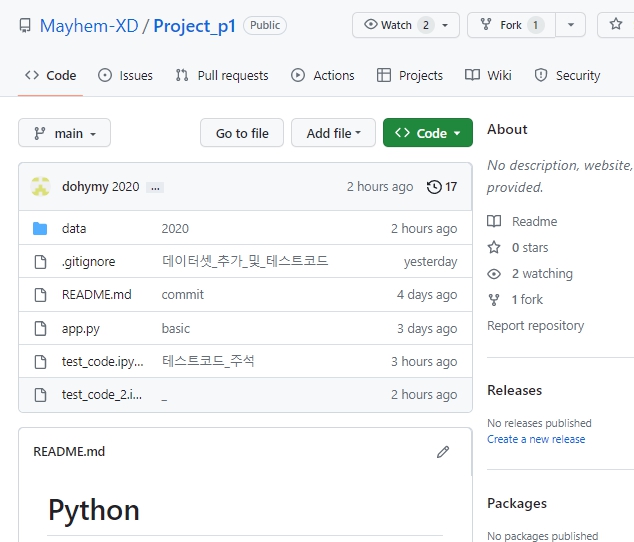 Mayhem-XD / Project_p1 Public
Watch 2 Fork 1
Code Issues Pull requests Actions Projects Wiki Security
main Go to file Add file Code
dohymy 2020 ... 2 hours ago 17
data 2020 2 hours ago
.gitignore 데이터셋_추가_및_테스트코드 yesterday
README.md commit 4 days ago
app.py basic 3 days ago
test_code.ipy... 테스트코드_주석 3 hours ago
test_code_2.i... _ 2 hours ago
README.md
Python
About
No description, website,
provided.
Readme
0 stars
2 watching
1 fork
Report repository
Releases
No releases published
Create a new release
Packages
No packages published